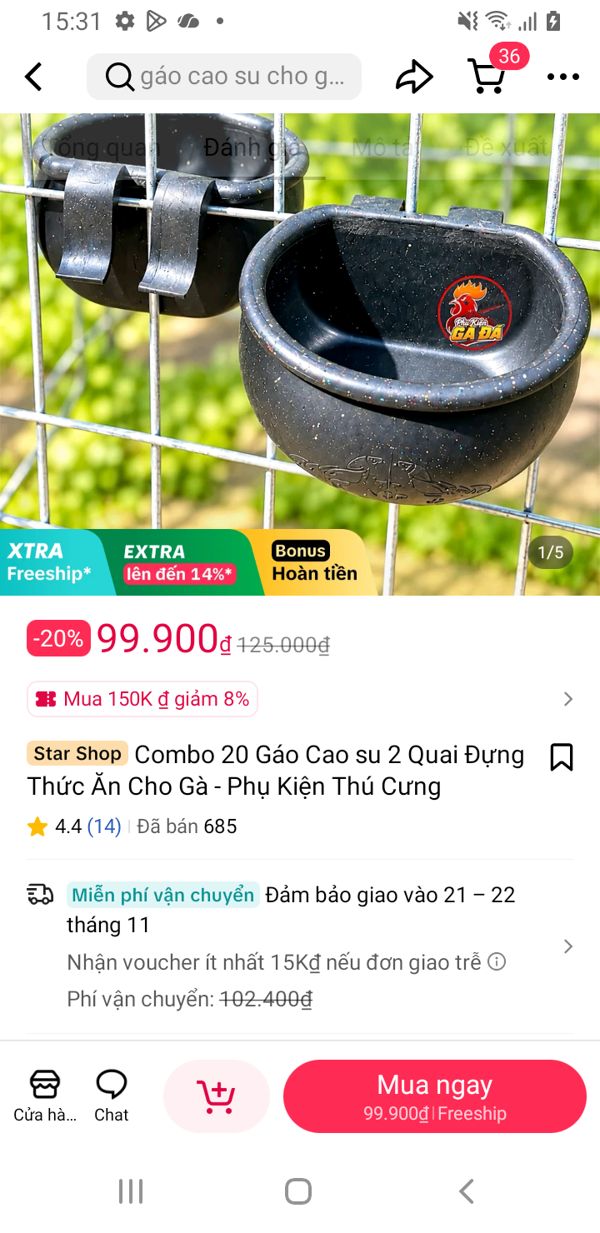 15:31
gáo cao su cho g...
36
Tổng quan Đánh giá Mô tả Đề xuất
Phụ Kiện
GÀ ĐÁ
XTRA
Freeship*
EXTRA
lên đến 14%*
Bonus
Hoàn tiền
1/5
-20% 99.900₫ 125.000₫
Mua 150K ₫ giảm 8%
Star Shop Combo 20 Gáo Cao su 2 Quai Đựng
Thức Ăn Cho Gà - Phụ Kiện Thú Cưng
4.4 (14) Đã bán 685
Miễn phí vận chuyển Đảm bảo giao vào 21 – 22
tháng 11
Nhận voucher ít nhất 15K₫ nếu đơn giao trễ
Phí vận chuyển: 102.400₫
Cửa hà...
Chat
Mua ngay
99.900₫ | Freeship